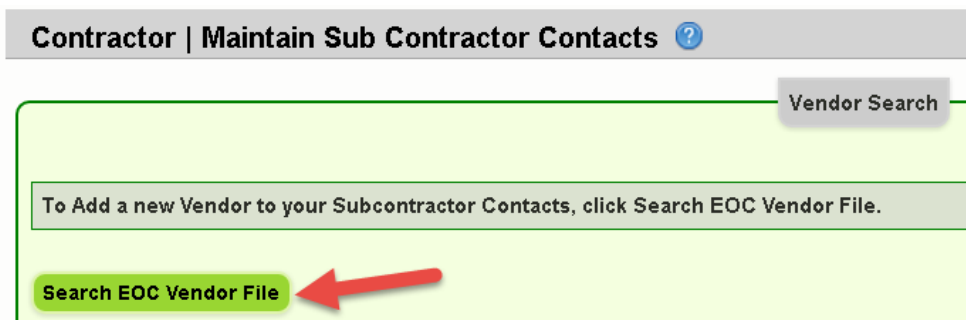 Contractor | Maintain Sub Contractor Contacts ?
Vendor Search
To Add a new Vendor to your Subcontractor Contacts, click Search EOC Vendor File.
Search EOC Vendor File